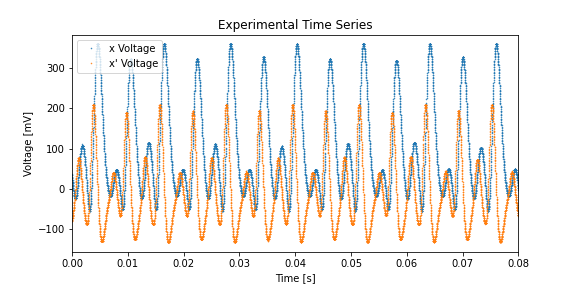 Experimental Time Series
x Voltage
x' Voltage
Voltage [mV]
300
200
100
0
−100
0.00 0.01 0.02 0.03 0.04 0.05 0.06 0.07 0.08
Time [s]